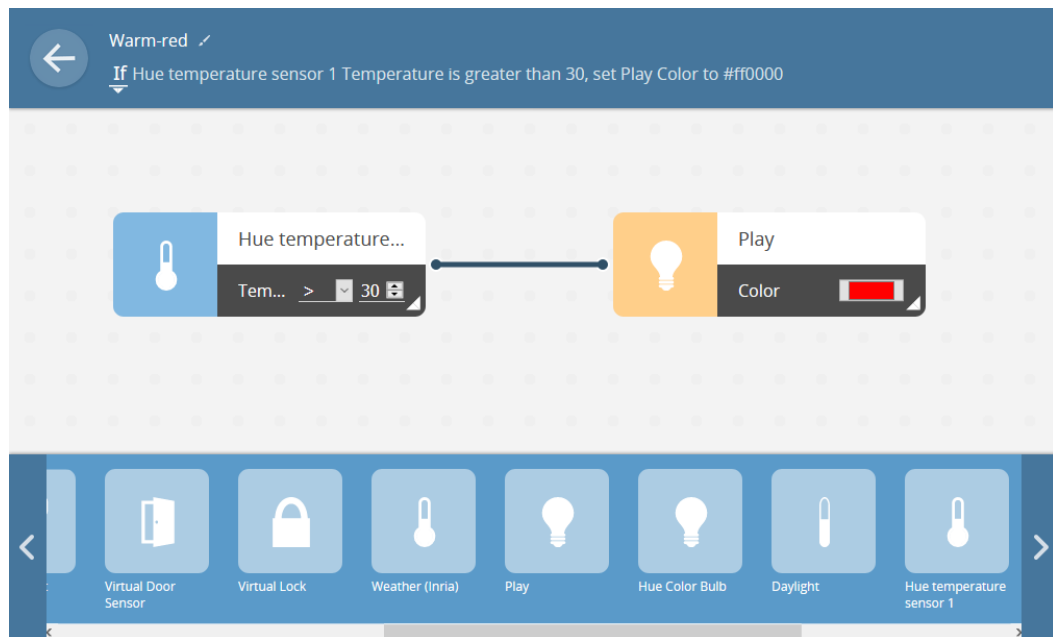 Warm-red
If Hue temperature sensor 1 Temperature is greater than 30, set Play Color to #ff0000
Hue temperature...
Tem... > 30
Play
Color
Virtual Door
Sensor
Virtual Lock
Weather (Inria)
Play
Hue Color Bulb
Daylight
Hue temperature
sensor 1